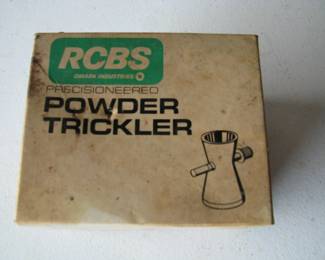 RCBS
OMARK INDUSTRIES
PRECISIONEERED
POWDER
TRICKLER